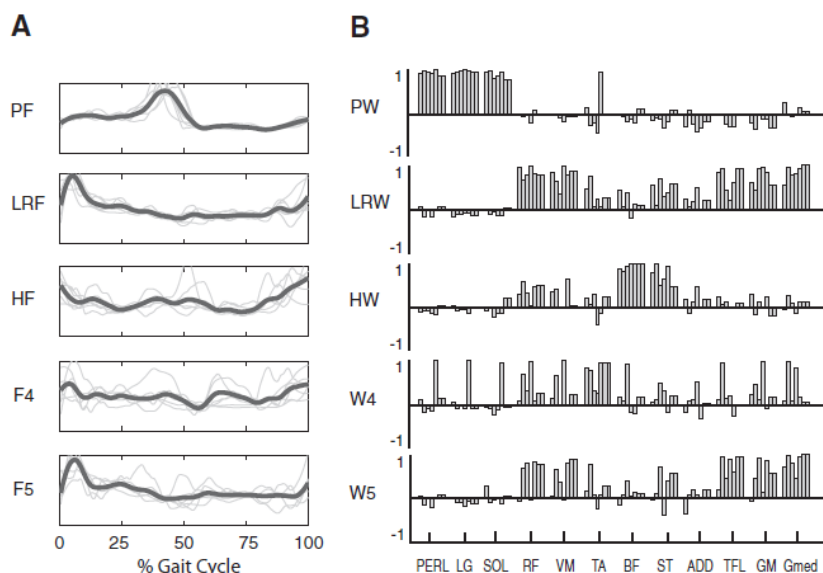 A
B
PF
LRF
HF
F4
F5
0 25 50 75 100
% Gait Cycle
PW
1
-1
LRW
1
-1
HW
1
-1
W4
1
-1
W5
1
-1
PERL LG SOL RF VM TA BF ST ADD TFL GM Gmed